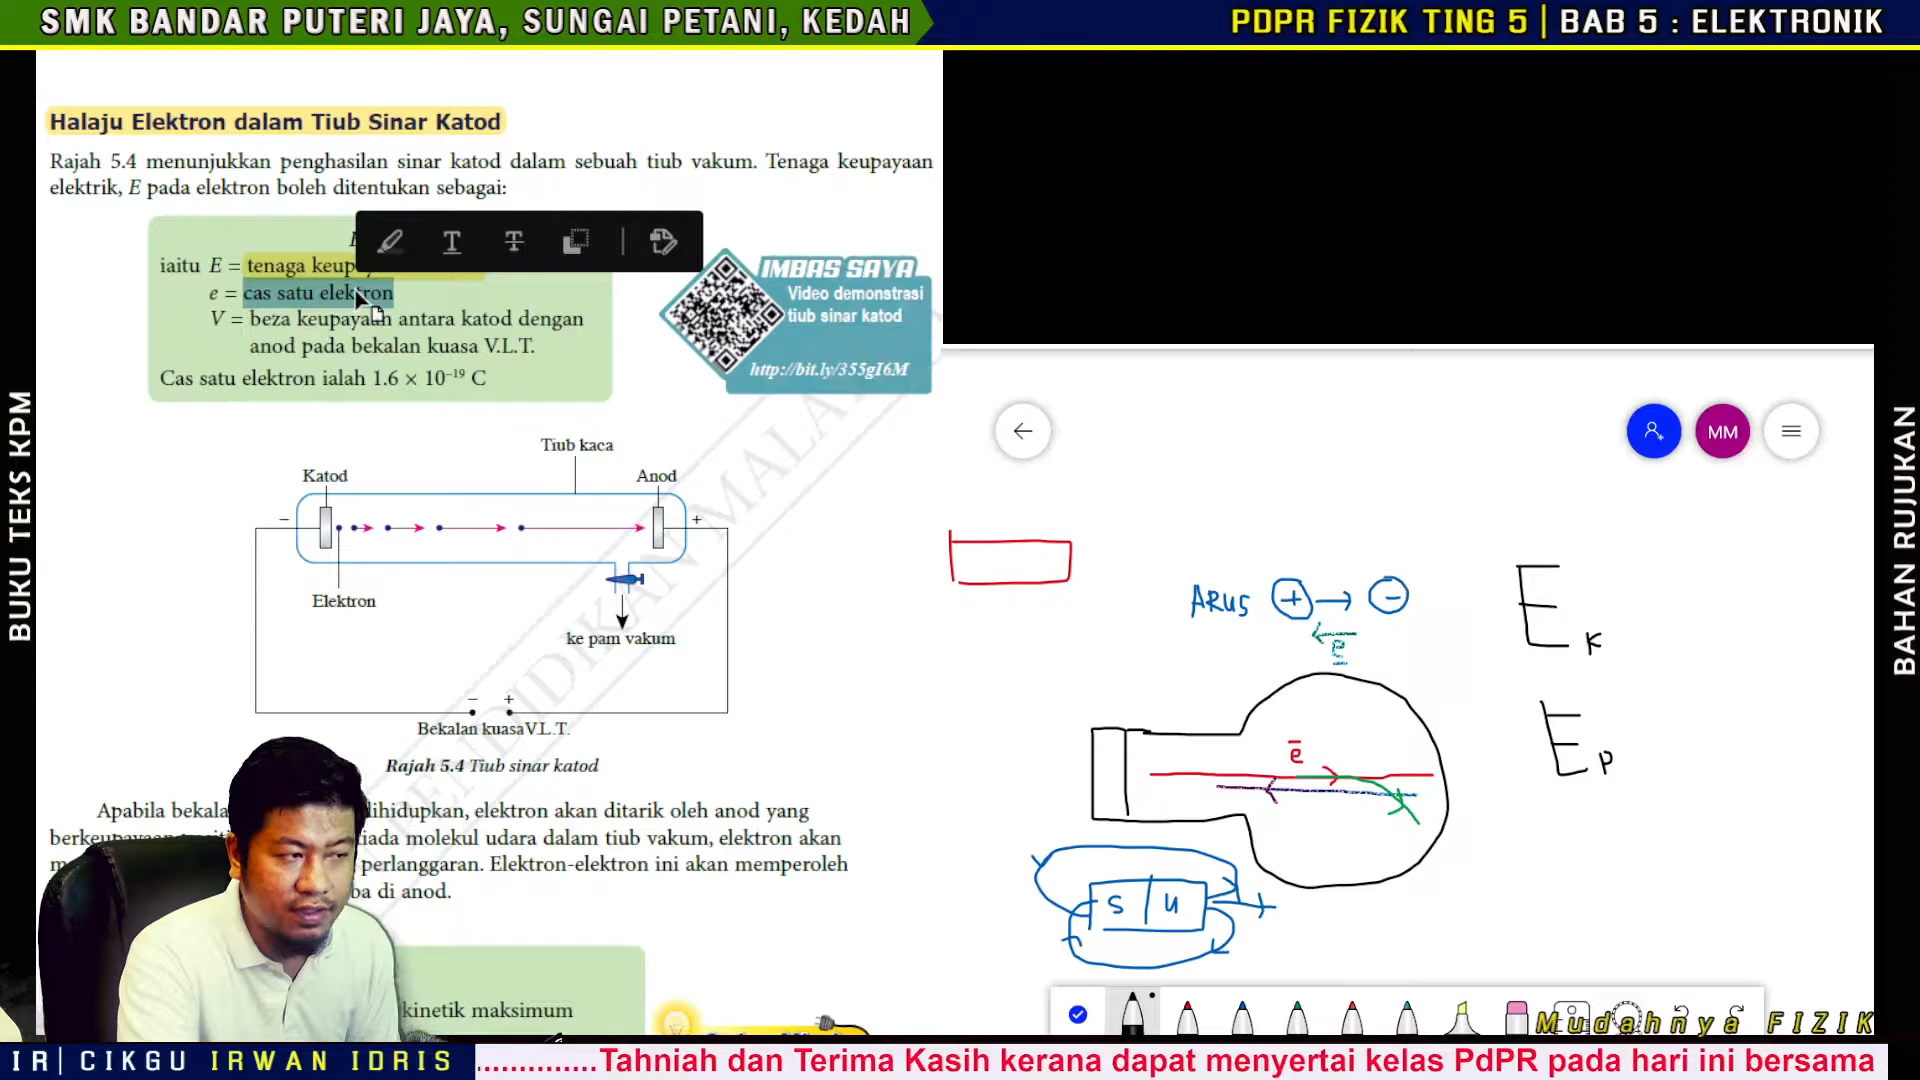 SMK BANDAR PUTERI JAYA, SUNGAI PETANI, KEDAH
PDPR FIZIK TING 5 | BAB 5 : ELEKTRONIK
BUKU TEKS KPM
Halaju Elektron dalam Tiub Sinar Katod
Rajah 5.4 menunjukkan penghasilan sinar katod dalam sebuah tiub vakum. Tenaga keupayaan
elektrik, E pada elektron boleh ditentukan sebagai:
iaitu E = tenaga
e = cas satu elektron
V = beza keupayaan antara katod dengan
anod pada bekalan kuasa V.L.T.
Cas satu elektron ialah 1.6 × 10⁻¹⁹ C
IMBAS SAYA
Video demonstrasi
tiub sinar katod
http://bit.ly/355gI6M
Tiub kaca
Katod
Anod
− +
Elektron
ke pam vakum
− +
Bekalan kuasa V.L.T.
Rajah 5.4 Tiub sinar katod
Apabila dihidupkan, elektron akan ditarik oleh anod yang
tiada molekul udara dalam tiub vakum, elektron akan
perlanggaran. Elektron-elektron ini akan memperoleh
di anod.
kinetik maksimum
MM
ARUS + → −
e
E K
E P
e
S U
BAHAN RUJUKAN
Mudahnya FIZIK
IR| CIKGU IRWAN IDRIS
..............Tahniah dan Terima Kasih kerana dapat menyertai kelas PdPR pada hari ini bersama